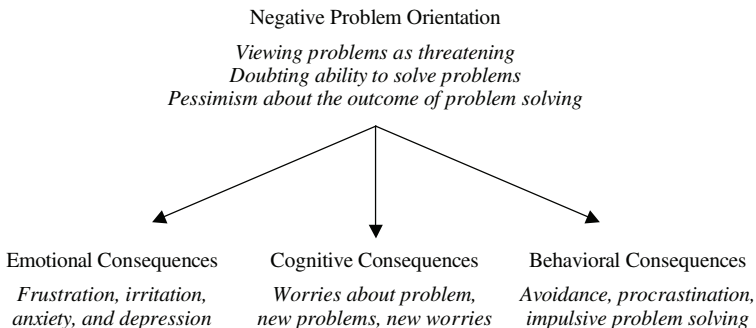 Negative Problem Orientation
Viewing problems as threatening
Doubting ability to solve problems
Pessimism about the outcome of problem solving
Emotional Consequences
Frustration, irritation,
anxiety, and depression
Cognitive Consequences
Worries about problem,
new problems, new worries
Behavioral Consequences
Avoidance, procrastination,
impulsive problem solving